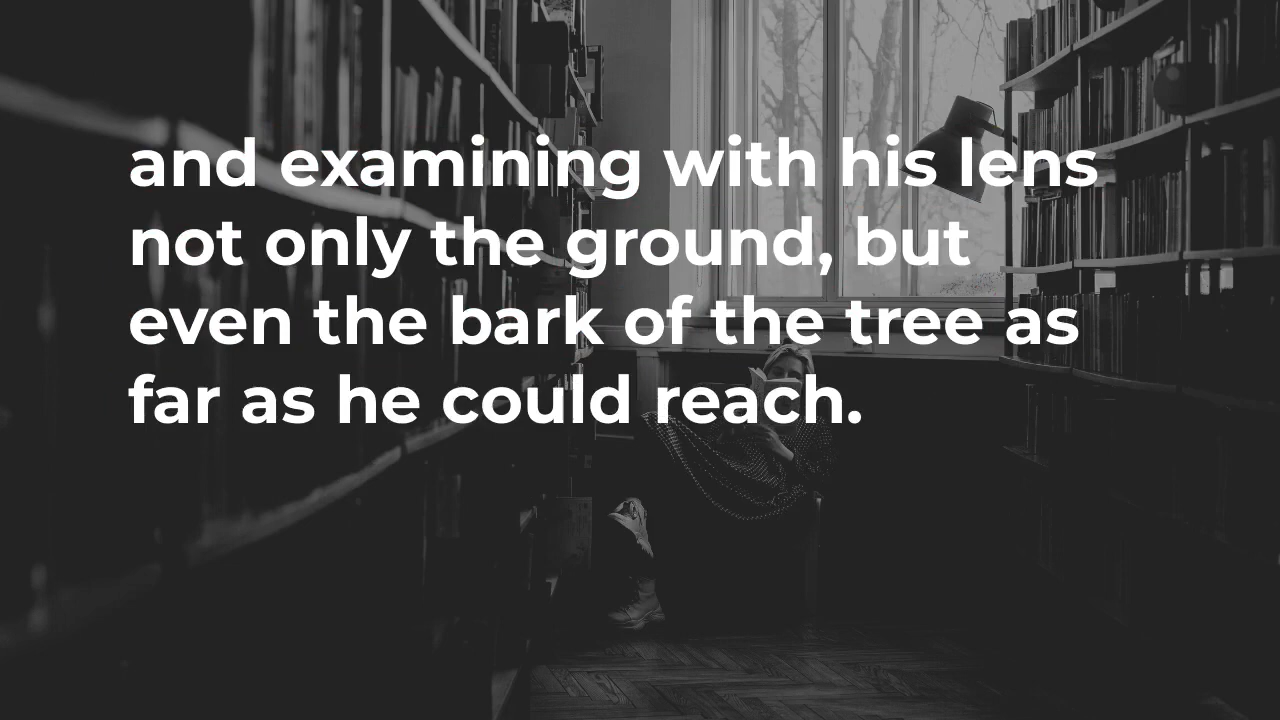 and examining with his lens
not only the ground, but
even the bark of the tree as
far as he could reach.